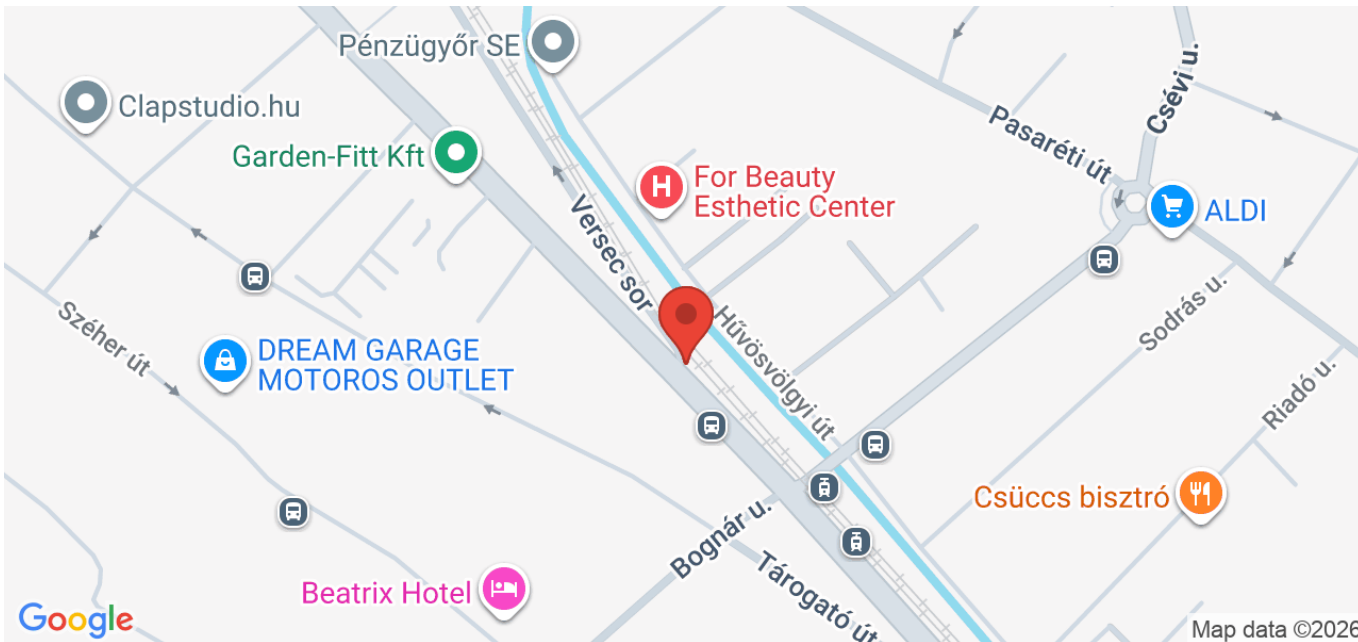 Pénzügyőr SE
Clapstudio.hu
Garden-Fitt Kft
For Beauty
Esthetic Center
Pasaréti út
Csévi u.
ALDI
Versec sor
Hűvösvölgyi út
Sodrás u.
Riadó u.
Széher út
DREAM GARAGE
MOTOROS OUTLET
Csüccs bisztró
Bognár u.
Tárogató út
Beatrix Hotel
Google
Map data ©2026